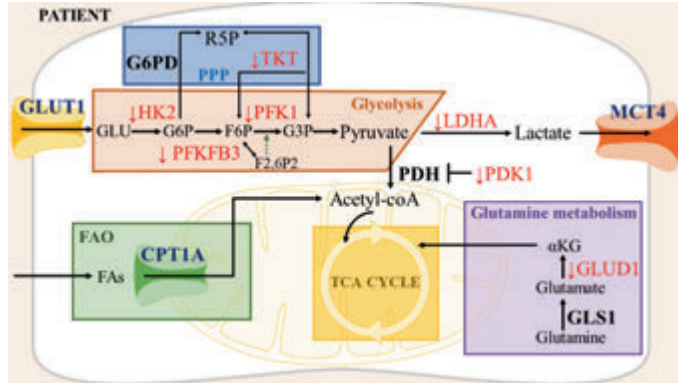 PATIENT
R5P
G6PD
↓TKT
PPP
GLUT1
↓HK2
↓PFK1
Glycolysis
MCT4
↓LDHA
GLU
G6P
F6P
G3P
Pyruvate
Lactate
↓ PFKFB3
F2,6P2
PDH
↓PDK1
Acetyl-coA
Glutamine metabolism
FAO
CPT1A
αKG
FAs
TCA CYCLE
↓GLUD1
Glutamate
GLS1
Glutamine